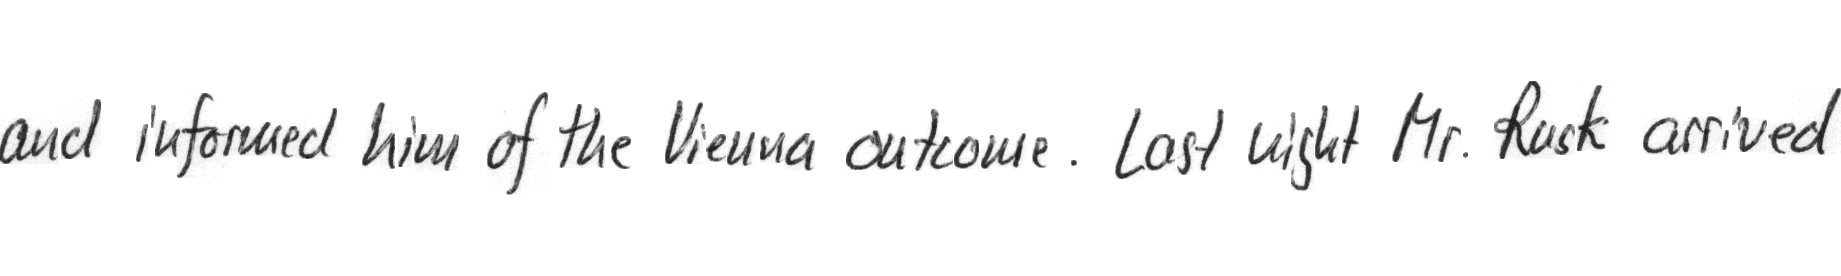 and informed him of the Vienna outcome. Last night Mr. Rusk arrived